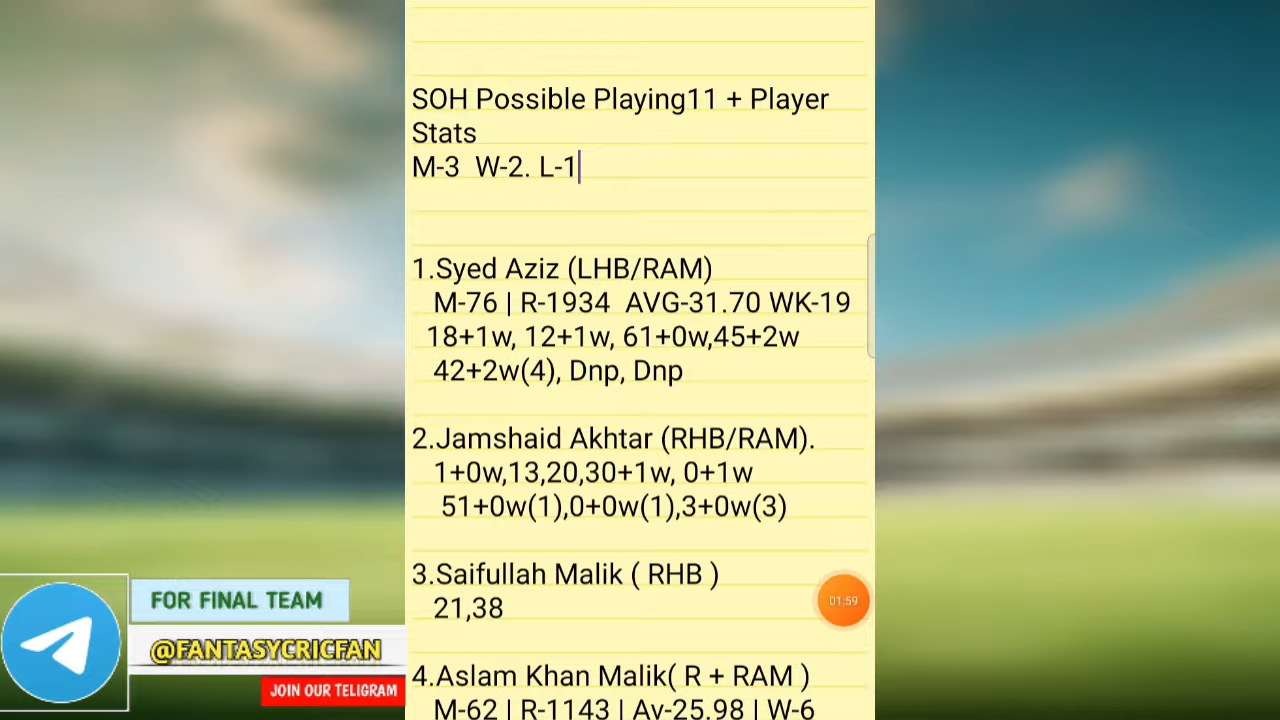 SOH Possible Playing11 + Player
Stats
M-3 W-2. L-1
1.Syed Aziz (LHB/RAM)
M-76 | R-1934 AVG-31.70 WK-19
18+1w, 12+1w, 61+0w,45+2w
42+2w(4), Dnp, Dnp
2.Jamshaid Akhtar (RHB/RAM).
1+0w,13,20,30+1w, 0+1w
51+0w(1),0+0w(1),3+0w(3)
3.Saifullah Malik ( RHB )
21,38
01:59
4.Aslam Khan Malik( R + RAM )
M-62 | R-1143 | Av-25.98 | W-6
FOR FINAL TEAM
@FANTASYCRICFAN
JOIN OUR TELIGRAM